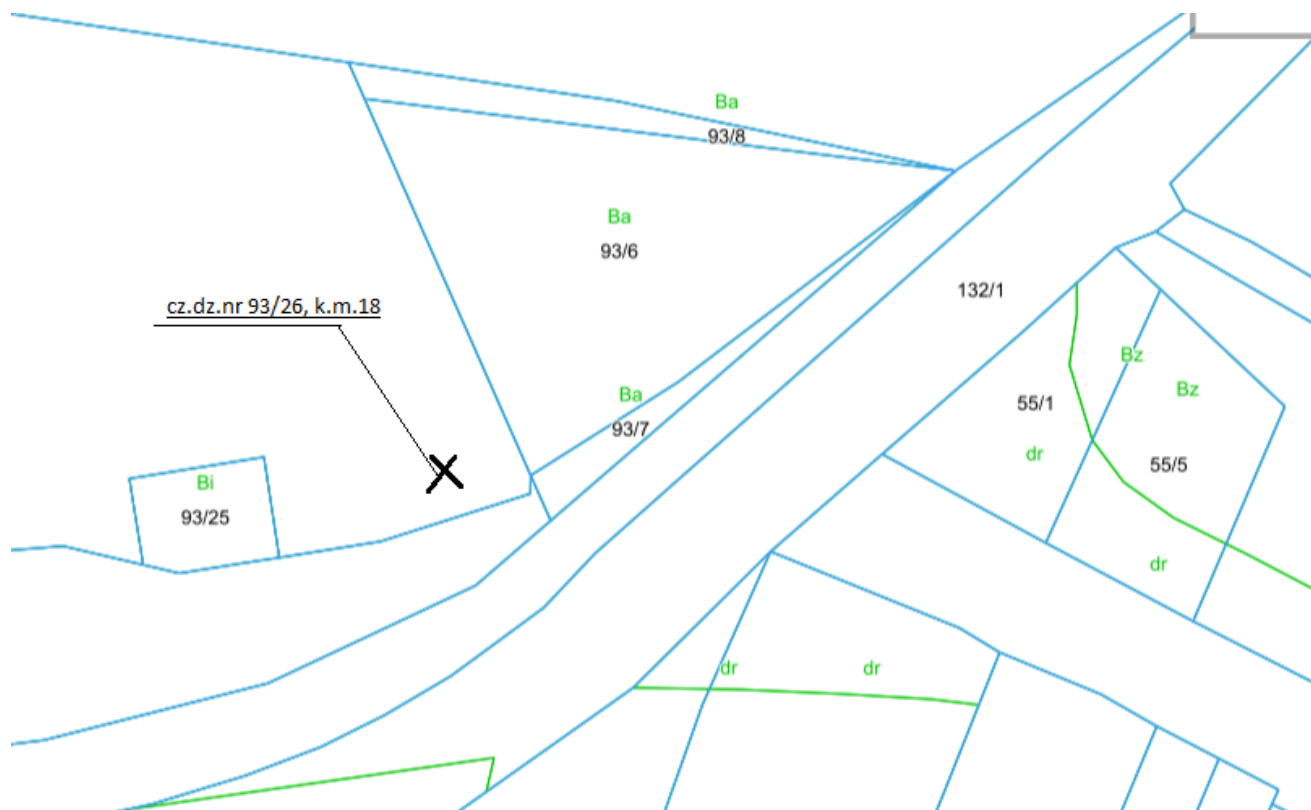 Ba
93/8
Ba
93/6
132/1
cz.dz.nr 93/26, k.m.18
Bz
Bz
Ba
93/7
55/1
dr
55/5
Bi
93/25
dr
dr
dr